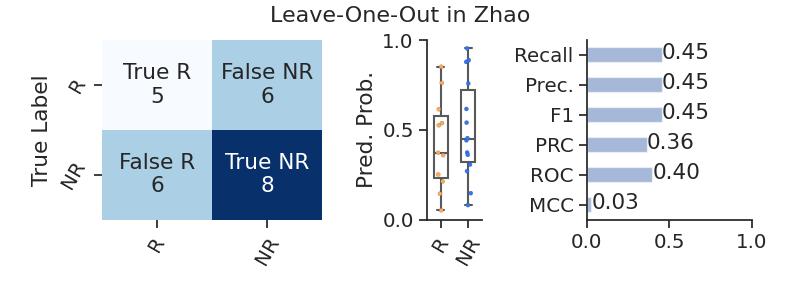 Leave-One-Out in Zhao
True Label
R
NR
True R
5
False NR
6
False R
6
True NR
8
R
NR
Pred. Prob.
1.0
0.5
0.0
R
NR
Recall
0.45
Prec.
0.45
F1
0.45
PRC
0.36
ROC
0.40
MCC
0.03
0.0
0.5
1.0